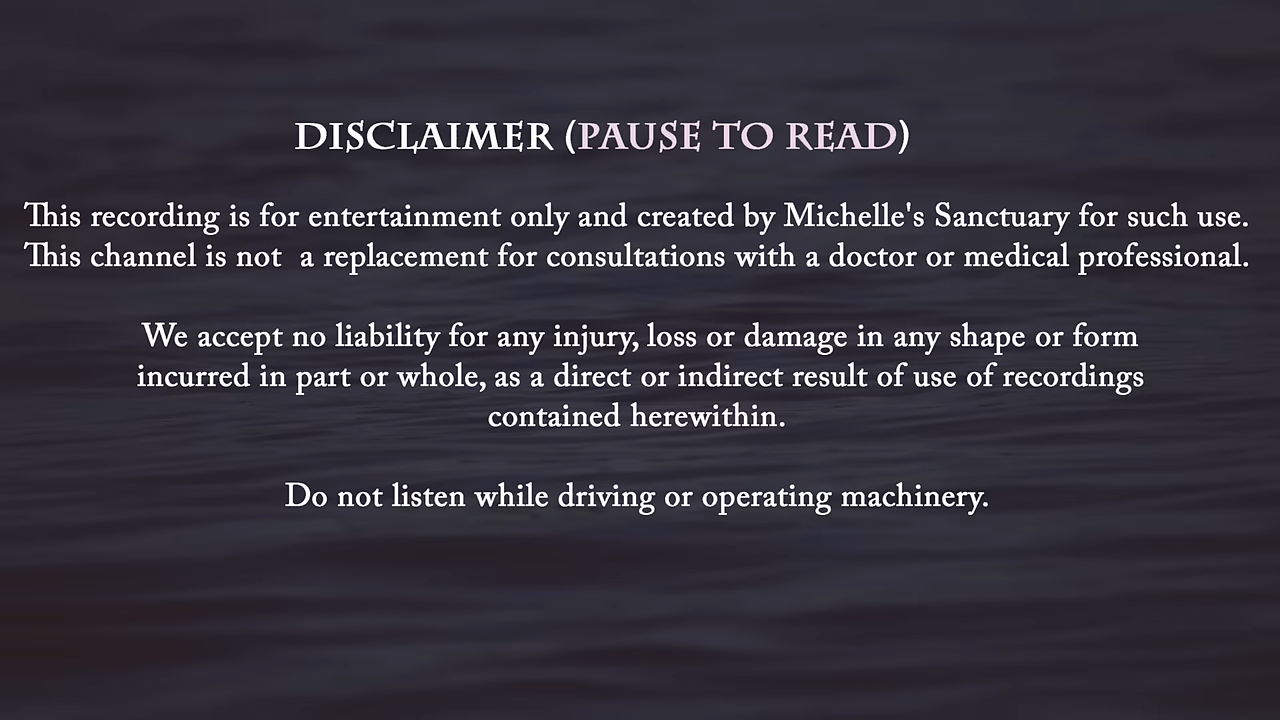 DISCLAIMER (PAUSE TO READ)
This recording is for entertainment only and created by Michelle's Sanctuary for such use.
This channel is not  a replacement for consultations with a doctor or medical professional.
We accept no liability for any injury, loss or damage in any shape or form
incurred in part or whole, as a direct or indirect result of use of recordings
contained herewithin.
Do not listen while driving or operating machinery.